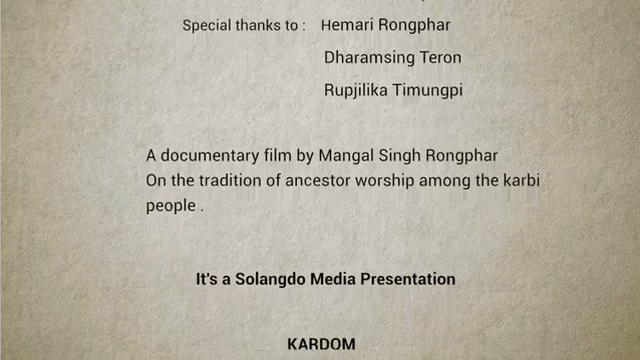 Special thanks to : Hemari Rongphar
Dharamsing Teron
Rupjilika Timungpi
A documentary film by Mangal Singh Rongphar
On the tradition of ancestor worship among the karbi
people .
It's a Solangdo Media Presentation
KARDOM